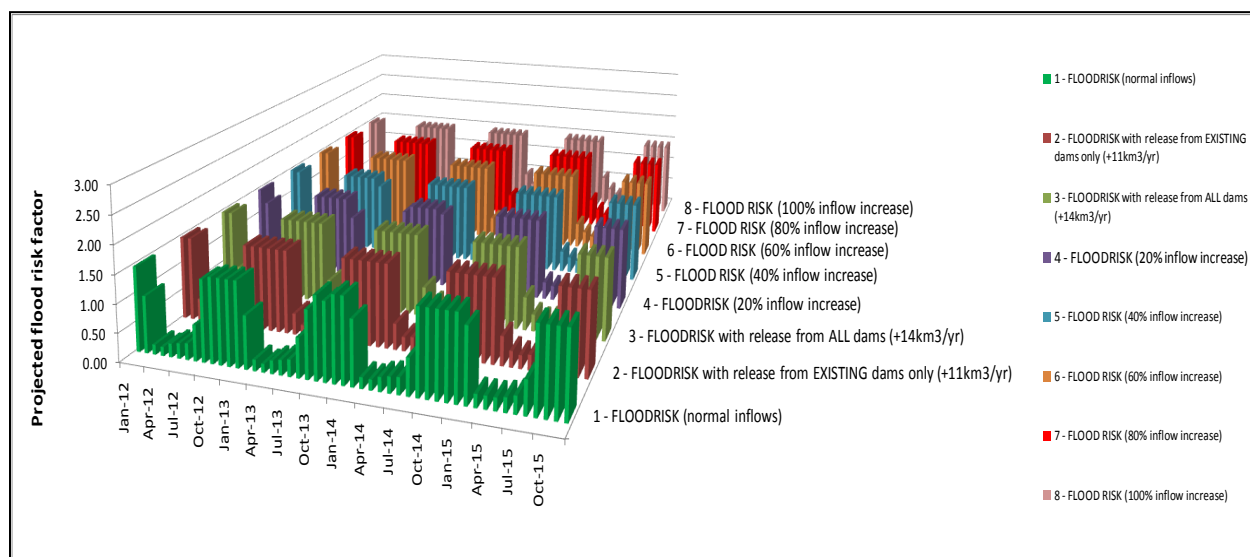 Projected flood risk factor
3.00
2.50
2.00
1.50
1.00
0.50
0.00
Jan-12
Apr-12
Jul-12
Oct-12
Jan-13
Apr-13
Jul-13
Oct-13
Jan-14
Apr-14
Jul-14
Oct-14
Jan-15
Apr-15
Jul-15
Oct-15
8 - FLOOD RISK (100% inflow increase)
7 - FLOOD RISK (80% inflow increase)
6 - FLOOD RISK (60% inflow increase)
5 - FLOOD RISK (40% inflow increase)
4 - FLOODRISK (20% inflow increase)
3 - FLOODRISK with release from ALL dams (+14km3/yr)
2 - FLOODRISK with release from EXISTING dams only (+11km3/yr)
1 - FLOODRISK (normal inflows)
1 - FLOODRISK (normal inflows)
2 - FLOODRISK with release from EXISTING
dams only (+11km3/yr)
3 - FLOODRISK with release from ALL dams
(+14km3/yr)
4 - FLOODRISK (20% inflow increase)
5 - FLOOD RISK (40% inflow increase)
6 - FLOOD RISK (60% inflow increase)
7 - FLOOD RISK (80% inflow increase)
8 - FLOOD RISK (100% inflow increase)